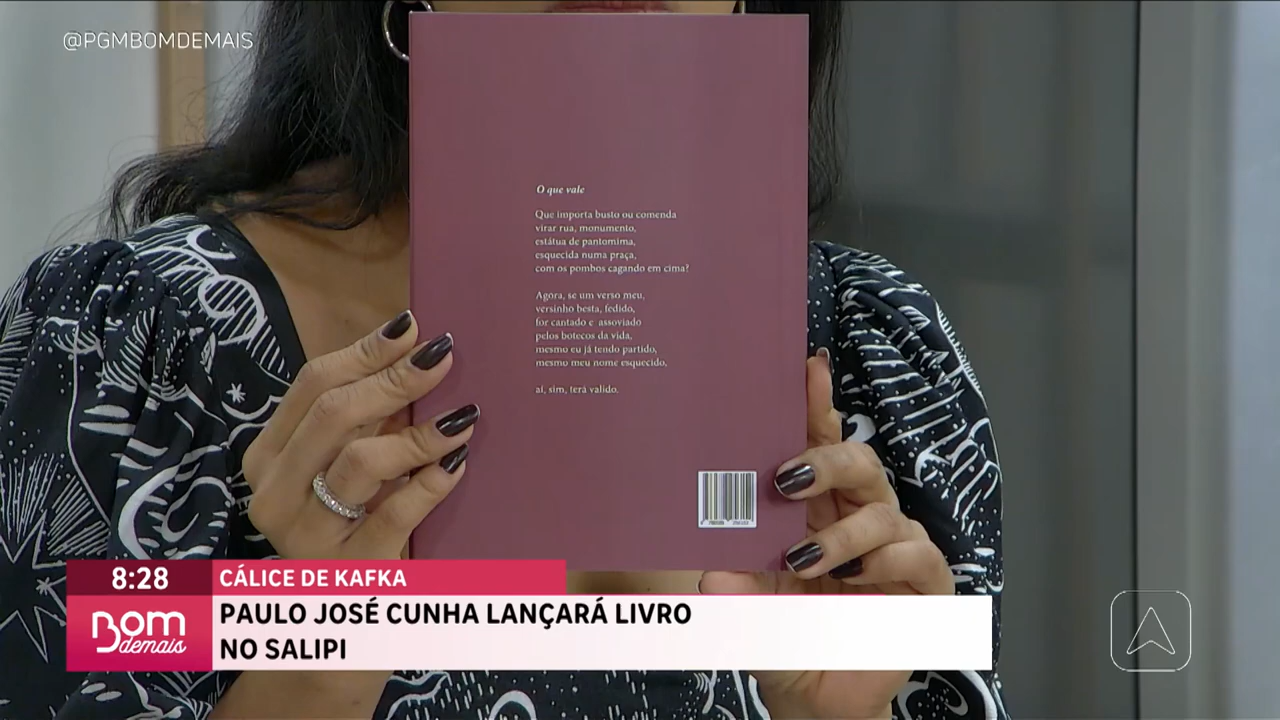 @PGMBOMDEMAIS
O que vale
Que importa busto ou comenda
virar rua, monumento,
estátua de pantomima,
esquecida numa praça,
com os pombos cagando em cima?
Agora, se um verso meu,
versinho besta, fedido,
for cantado e assoviado
pelos botecos da vida,
mesmo eu já tendo partido,
mesmo meu nome esquecido,
aí, sim, terá valido.
8:28
CÁLICE DE KAFKA
Bom
demais
PAULO JOSÉ CUNHA LANÇARÁ LIVRO
NO SALIPI